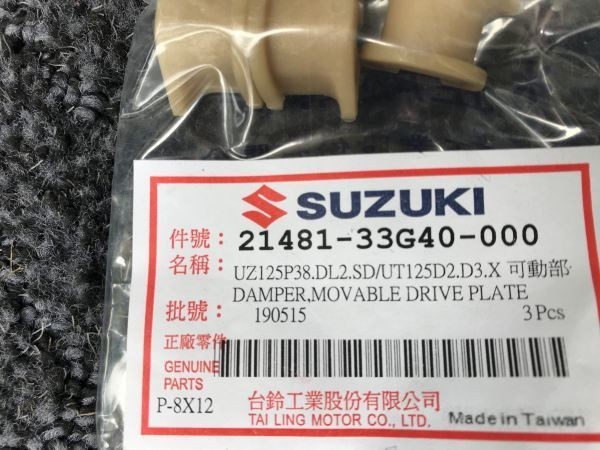 SUZUKI
件號： 21481-33G40-000
名稱： UZ125P38.DL2.SD/UT125D2.D3.X 可動部
DAMPER,MOVABLE DRIVE PLATE
批號： 190515 3 Pcs
正廠零件
GENUINE
PARTS
P-8X12 台鈴工業股份有限公司
TAI LING MOTOR CO., LTD. Made in Taiwan